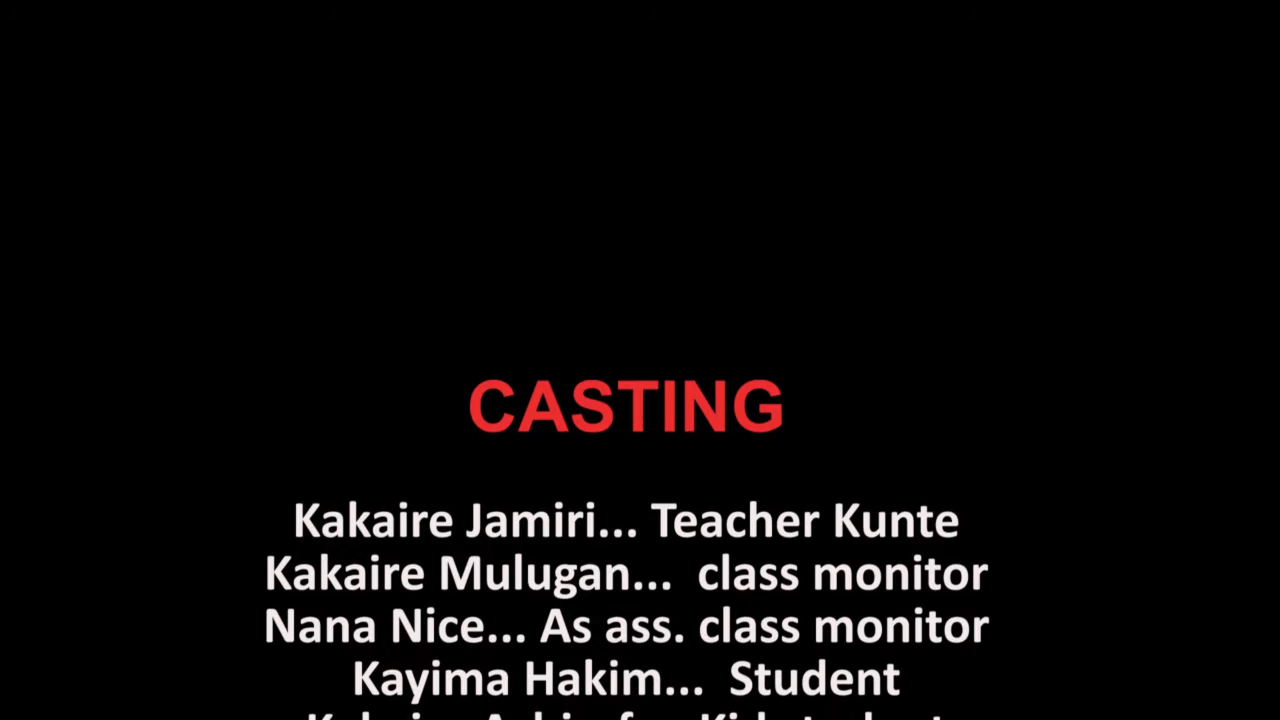 CASTING
Kakaire Jamiri... Teacher Kunte
Kakaire Mulugan...  class monitor
Nana Nice... As ass. class monitor
Kayima Hakim...  Student